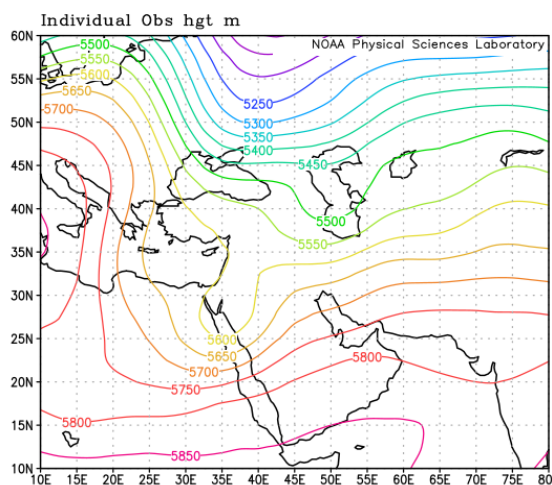 Individual Obs hgt m
NOAA Physical Sciences Laboratory
60N
5500
5550
5600
55N
5650
5250
5700
50N
5300
5350
5400
45N
5450
40N
5500
35N
5550
30N
25N
5600
5650
5800
5700
20N
5750
5800
15N
5850
10N
10E 15E 20E 25E 30E 35E 40E 45E 50E 55E 60E 65E 70E 75E 80E